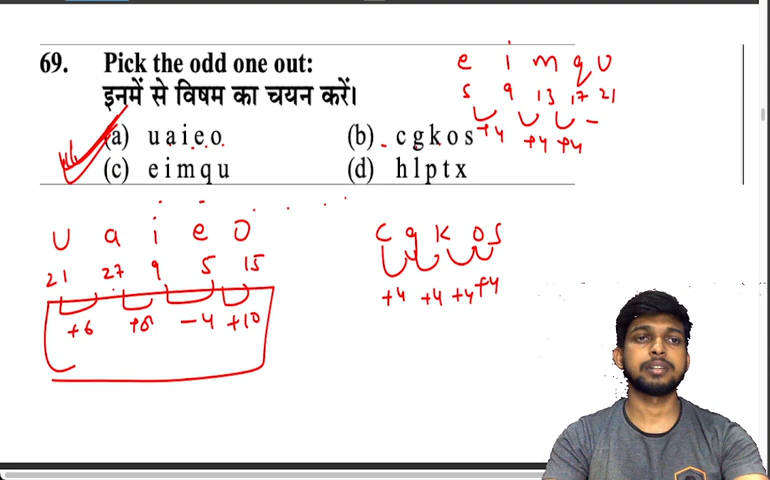 69. Pick the odd one out:
इनमें से विषम का चयन करें।
(a) u a i e o (b) c g k o s
(c) e i m q u (d) h l p t x
e i m q u
5 9 13 17 21
+4 +4 +4
u a i e o
21 27 9 5 15
+6 -4 +10
c g k o s
+4 +4 +4 +4